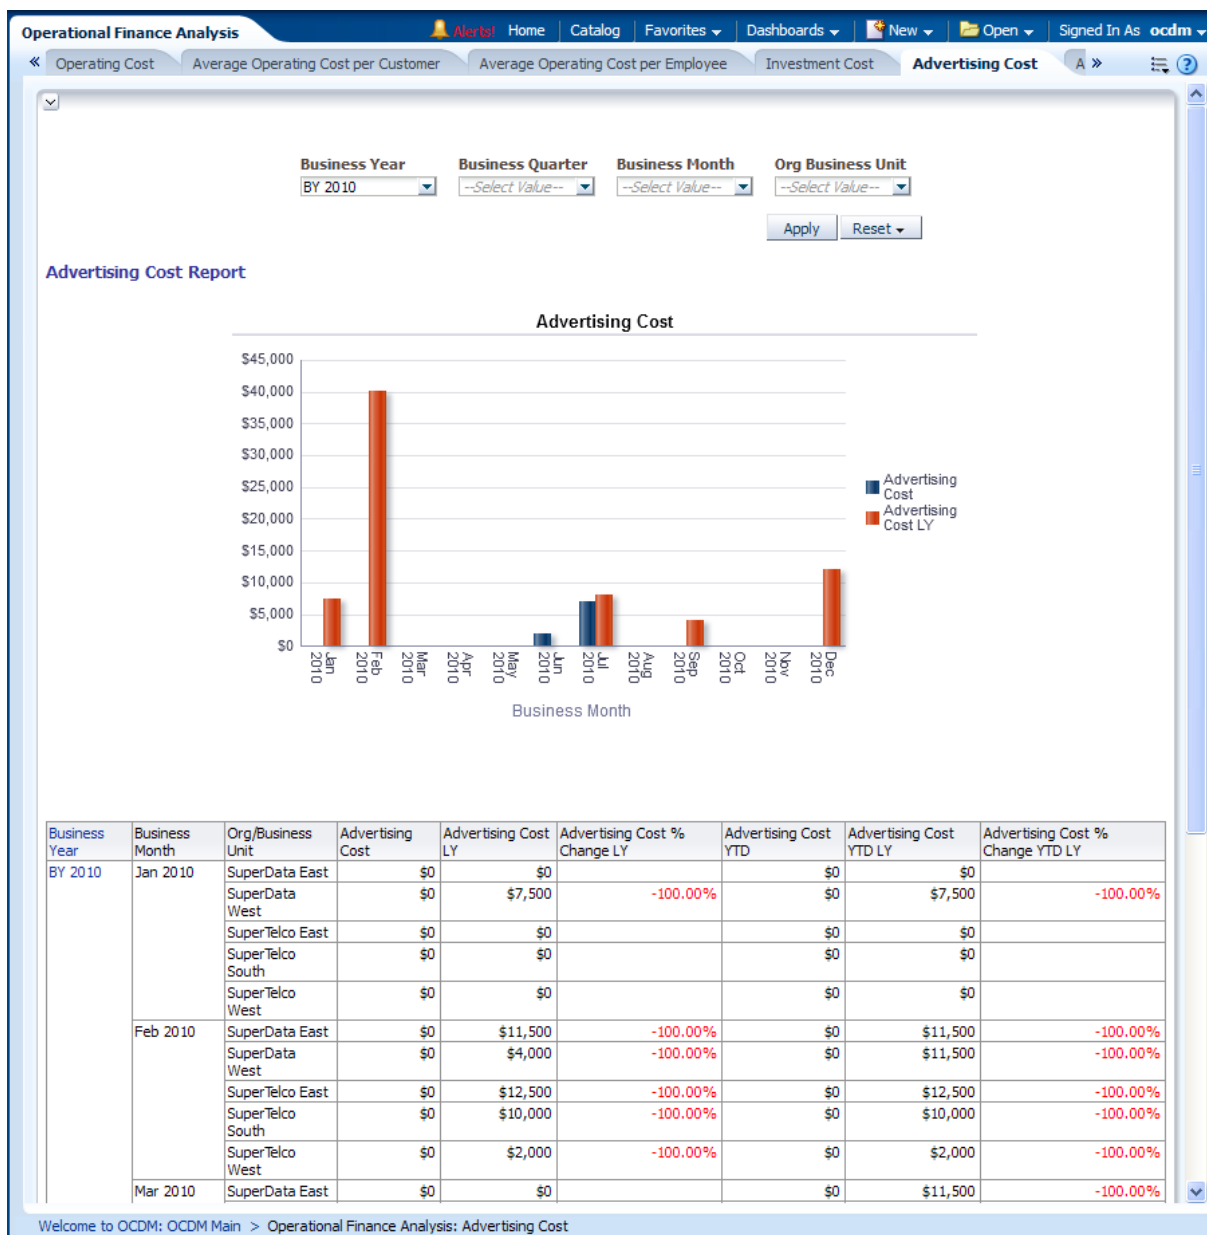 Operational Finance Analysis
Alerts! Home Catalog Favorites Dashboards New Open Signed In As ocdm
« Operating Cost Average Operating Cost per Customer Average Operating Cost per Employee Investment Cost Advertising Cost A »
Business Year Business Quarter Business Month Org Business Unit
BY 2010 --Select Value-- --Select Value-- --Select Value--
Apply Reset
Advertising Cost Report
Advertising Cost
$45,000
$40,000
$35,000
$30,000
$25,000
$20,000
$15,000
$10,000
$5,000
$0
Advertising
Cost
Advertising
Cost LY
Jan 2010 Feb 2010 Mar 2010 Apr 2010 May 2010 Jun 2010 Jul 2010 Aug 2010 Sep 2010 Oct 2010 Nov 2010 Dec 2010
Business Month
Business Year Business Month Org/Business Unit Advertising Cost Advertising Cost LY Advertising Cost % Change LY Advertising Cost YTD Advertising Cost YTD LY Advertising Cost % Change YTD LY
BY 2010 Jan 2010 SuperData East $0 $0 $0 $0
SuperData West $0 $7,500 -100.00% $0 $7,500 -100.00%
SuperTelco East $0 $0 $0 $0
SuperTelco South $0 $0 $0 $0
SuperTelco West $0 $0 $0 $0
Feb 2010 SuperData East $0 $11,500 -100.00% $0 $11,500 -100.00%
SuperData West $0 $4,000 -100.00% $0 $11,500 -100.00%
SuperTelco East $0 $12,500 -100.00% $0 $12,500 -100.00%
SuperTelco South $0 $10,000 -100.00% $0 $10,000 -100.00%
SuperTelco West $0 $2,000 -100.00% $0 $2,000 -100.00%
Mar 2010 SuperData East $0 $0 $0 $11,500 -100.00%
Welcome to OCDM: OCDM Main > Operational Finance Analysis: Advertising Cost